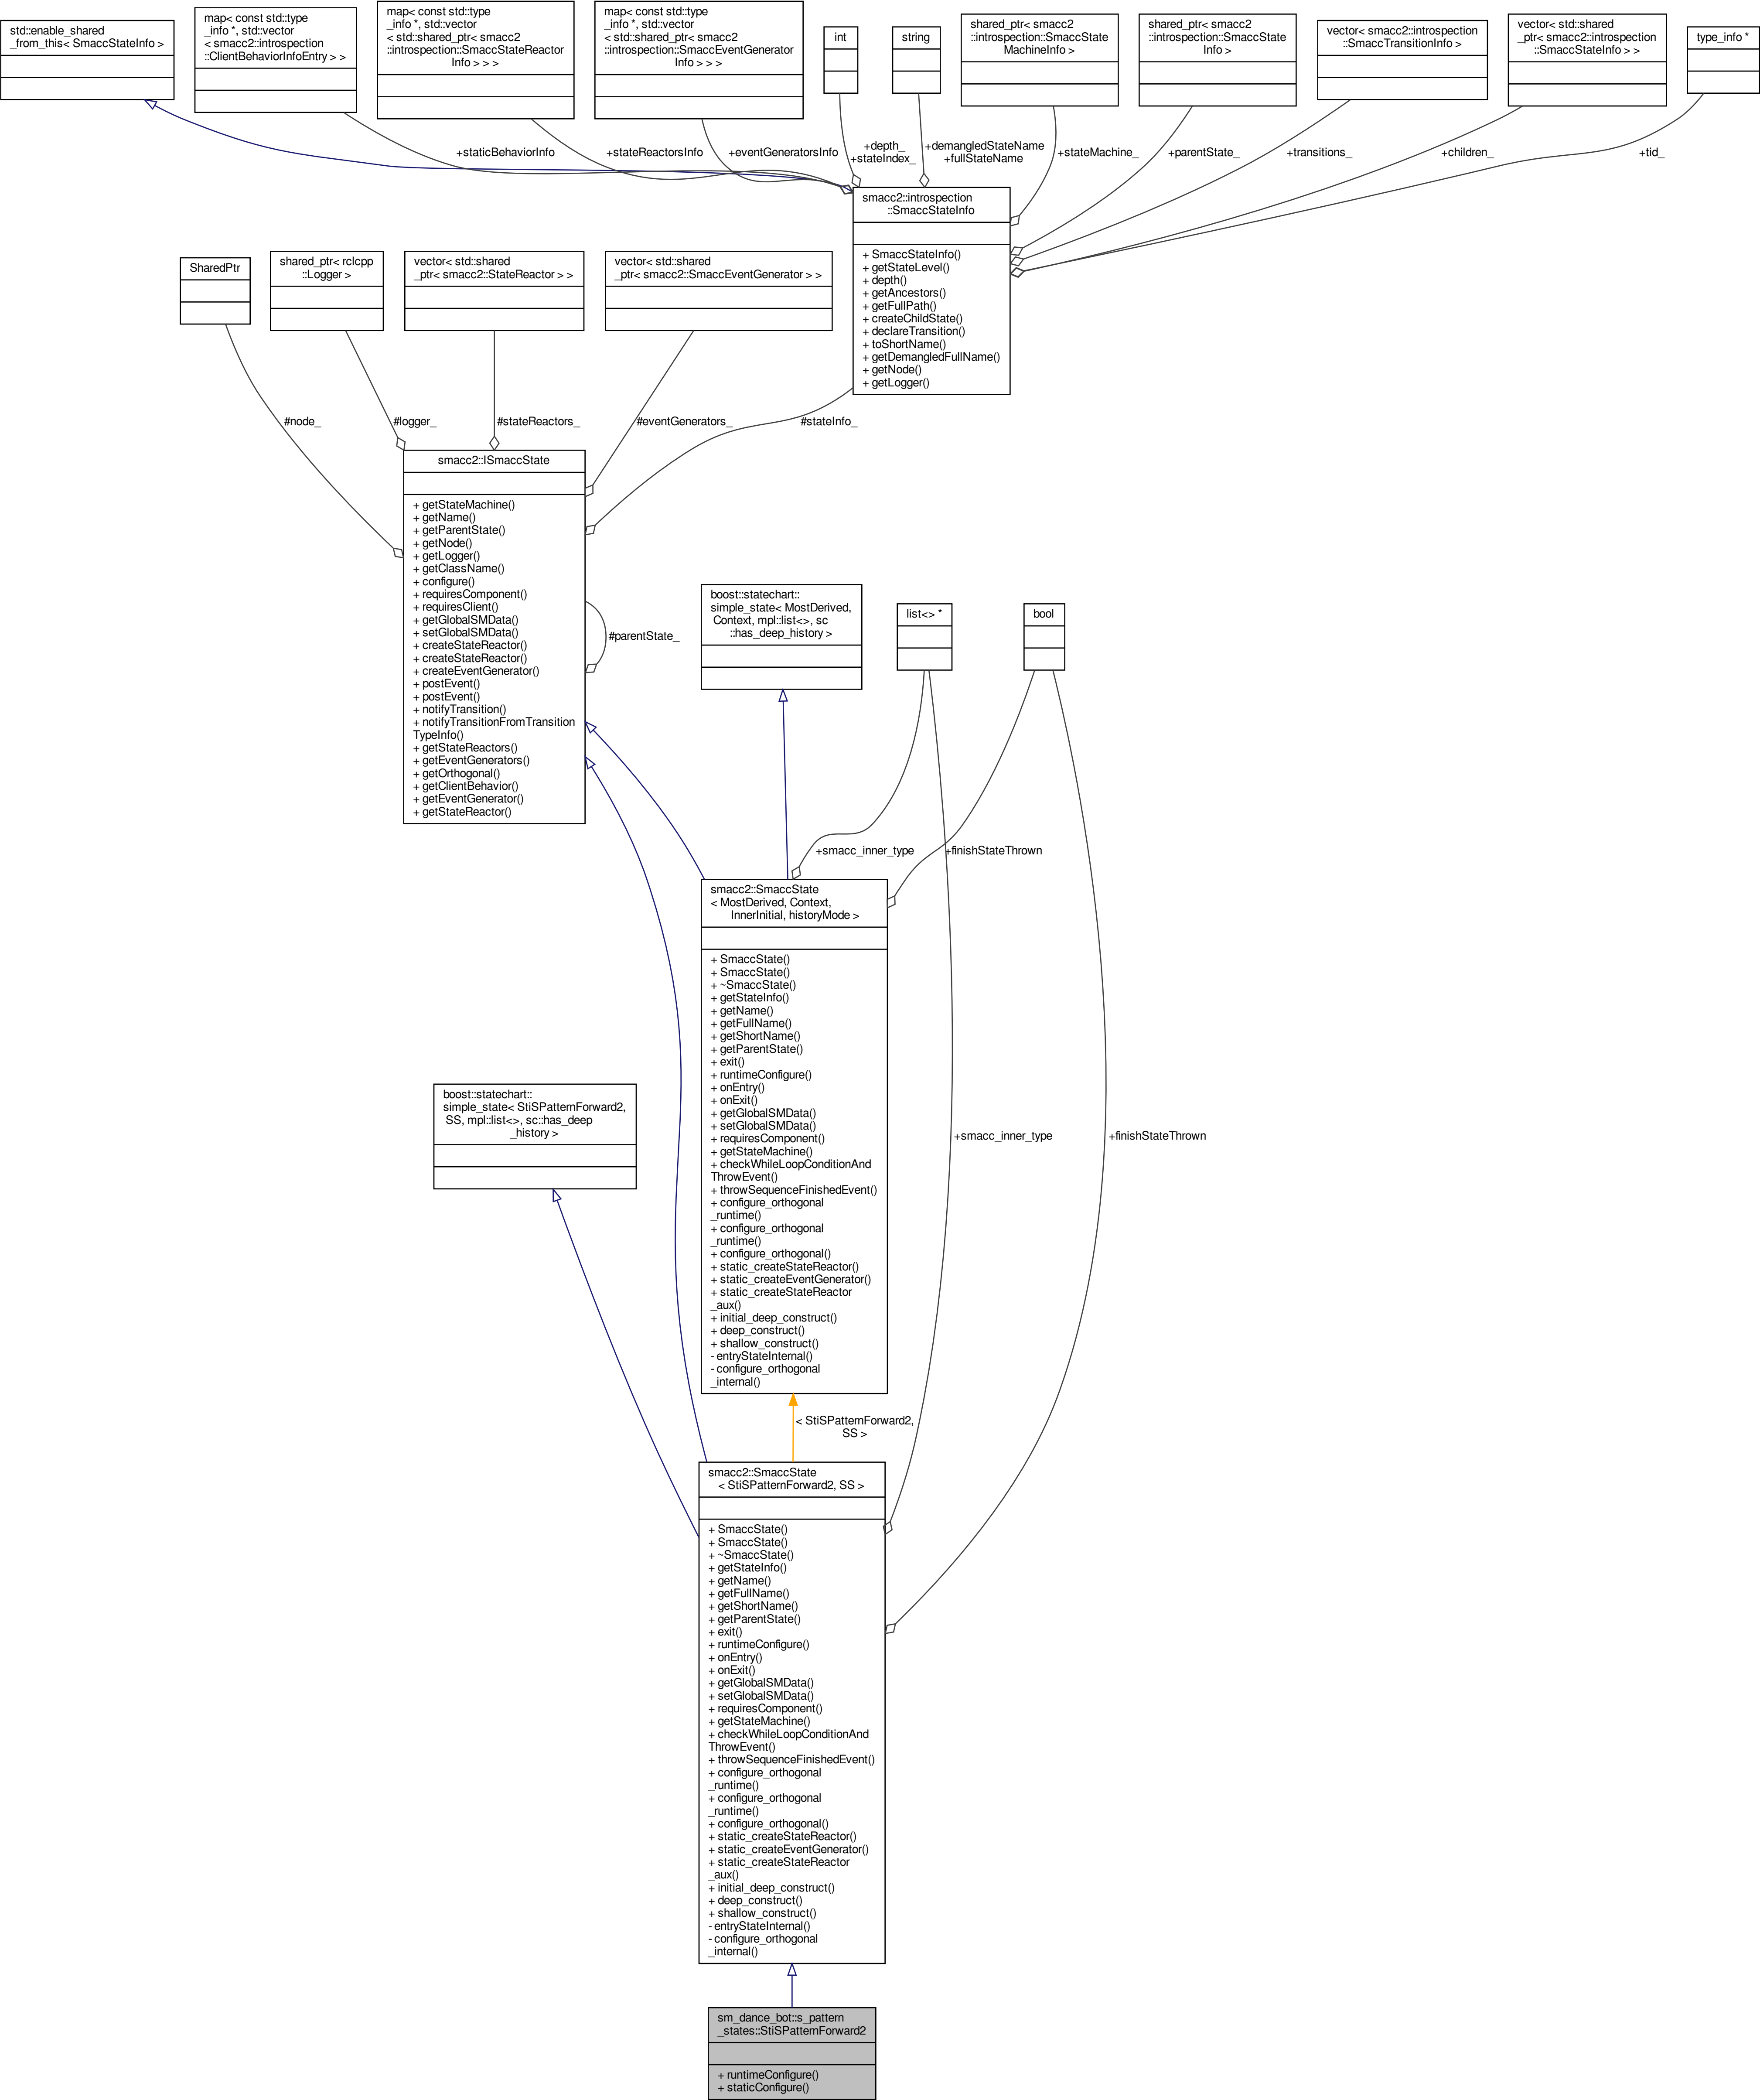 std::enable_shared
_from_this< SmaccStateInfo >
map< const std::type
_info *, std::vector
< smacc2::introspection
::ClientBehaviorInfoEntry > >
map< const std::type
_info *, std::vector
< std::shared_ptr< smacc2
::introspection::SmaccStateReactor
Info > > >
map< const std::type
_info *, std::vector
< std::shared_ptr< smacc2
::introspection::SmaccEventGenerator
Info > > >
int
string
shared_ptr< smacc2
::introspection::SmaccState
MachineInfo >
shared_ptr< smacc2
::introspection::SmaccState
Info >
vector< smacc2::introspection
::SmaccTransitionInfo >
vector< std::shared
_ptr< smacc2::introspection
::SmaccStateInfo > >
type_info *
+staticBehaviorInfo
+stateReactorsInfo
+eventGeneratorsInfo
+depth_
+stateIndex_
+demangledStateName
+fullStateName
+stateMachine_
+parentState_
+transitions_
+children_
+tid_
smacc2::introspection
::SmaccStateInfo
+ SmaccStateInfo()
+ getStateLevel()
+ depth()
+ getAncestors()
+ getFullPath()
+ createChildState()
+ declareTransition()
+ toShortName()
+ getDemangledFullName()
+ getNode()
+ getLogger()
SharedPtr
shared_ptr< rclcpp
::Logger >
vector< std::shared
_ptr< smacc2::StateReactor > >
vector< std::shared
_ptr< smacc2::SmaccEventGenerator > >
#node_
#logger_
#stateReactors_
#eventGenerators_
#stateInfo_
smacc2::ISmaccState
+ getStateMachine()
+ getName()
+ getParentState()
+ getNode()
+ getLogger()
+ getClassName()
+ configure()
+ requiresComponent()
+ requiresClient()
+ getGlobalSMData()
+ setGlobalSMData()
+ createStateReactor()
+ createStateReactor()
+ createEventGenerator()
+ postEvent()
+ postEvent()
+ notifyTransition()
+ notifyTransitionFromTransition
TypeInfo()
+ getStateReactors()
+ getEventGenerators()
+ getOrthogonal()
+ getClientBehavior()
+ getEventGenerator()
+ getStateReactor()
#parentState_
boost::statechart::
simple_state< MostDerived,
Context, mpl::list<>, sc
::has_deep_history >
list<> *
bool
+smacc_inner_type
+finishStateThrown
smacc2::SmaccState
< MostDerived, Context,
InnerInitial, historyMode >
+ SmaccState()
+ SmaccState()
+ ~SmaccState()
+ getStateInfo()
+ getName()
+ getFullName()
+ getShortName()
+ getParentState()
+ exit()
+ runtimeConfigure()
+ onEntry()
+ onExit()
+ getGlobalSMData()
+ setGlobalSMData()
+ requiresComponent()
+ getStateMachine()
+ checkWhileLoopConditionAnd
ThrowEvent()
+ throwSequenceFinishedEvent()
+ configure_orthogonal
_runtime()
+ configure_orthogonal
_runtime()
+ configure_orthogonal()
+ static_createStateReactor()
+ static_createEventGenerator()
+ static_createStateReactor
_aux()
+ initial_deep_construct()
+ deep_construct()
+ shallow_construct()
- entryStateInternal()
- configure_orthogonal
_internal()
boost::statechart::
simple_state< StiSPatternForward2,
SS, mpl::list<>, sc::has_deep
_history >
+smacc_inner_type
+finishStateThrown
< StiSPatternForward2,
SS >
smacc2::SmaccState
< StiSPatternForward2, SS >
+ SmaccState()
+ SmaccState()
+ ~SmaccState()
+ getStateInfo()
+ getName()
+ getFullName()
+ getShortName()
+ getParentState()
+ exit()
+ runtimeConfigure()
+ onEntry()
+ onExit()
+ getGlobalSMData()
+ setGlobalSMData()
+ requiresComponent()
+ getStateMachine()
+ checkWhileLoopConditionAnd
ThrowEvent()
+ throwSequenceFinishedEvent()
+ configure_orthogonal
_runtime()
+ configure_orthogonal
_runtime()
+ configure_orthogonal()
+ static_createStateReactor()
+ static_createEventGenerator()
+ static_createStateReactor
_aux()
+ initial_deep_construct()
+ deep_construct()
+ shallow_construct()
- entryStateInternal()
- configure_orthogonal
_internal()
sm_dance_bot::s_pattern
_states::StiSPatternForward2
+ runtimeConfigure()
+ staticConfigure()